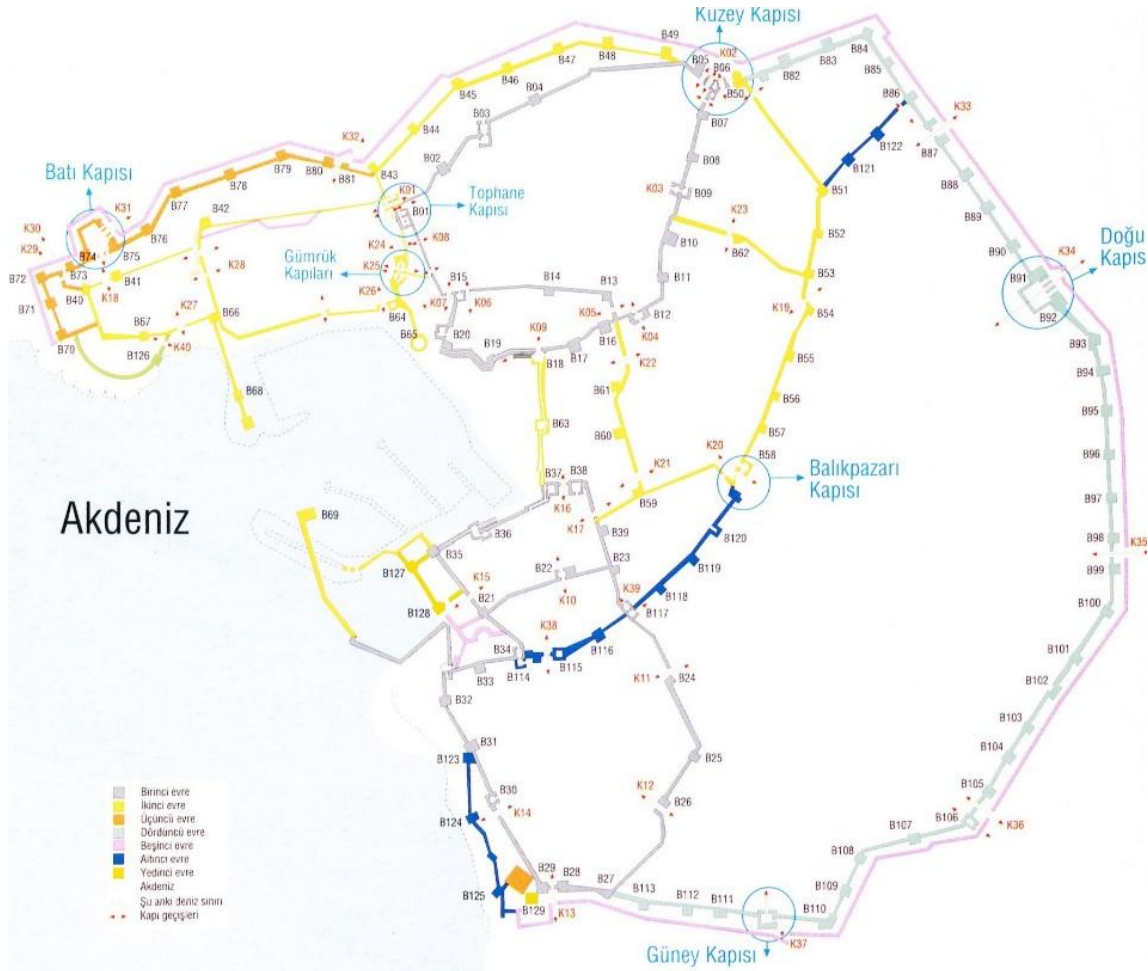 Kuzey Kapısı
B49
K02
B48
B47
B05
B06
B46
B50
B45
B04
B82
B83
B84
B85
B86
K33
B44
B03
B07
B122
B87
K32
B121
B79
B80
B43
B02
B08
B88
B78
B81
Batı Kapısı
K01
Tophane
Kapısı
B01
K03
B09
B51
B77
B42
K31
K23
B89
K30
B76
K08
B52
K29
B75
K24
B10
B62
B90
K34
Doğu
Kapıs
B74
Gümrük
Kapıları
K25
B72
B73
K28
B15
B14
B13
B11
B53
B91
B40
K18
B41
K26
K07
K06
K19
B71
K27
B66
B64
K05
B12
B54
B92
B67
B65
B20
B16
K04
B93
B70
B126
K40
B19
K09
B17
K22
B18
B55
B94
B68
B61
B56
B95
B63
B60
B57
B96
K20
B58
B37
B38
K21
Balıkpazarı
Kapısı
Akdeniz
B97
K16
B59
B69
K17
B39
B36
B120
B98
K35
B35
B127
B22
B23
B119
B99
K15
B128
B21
K10
K39
B118
B100
B117
K38
B34
B116
B114
B115
B33
K11
B24
B101
B32
B102
B31
B103
B123
B25
B104
B30
K12
B105
K14
B26
B106
K36
B124
B107
B108
B29
B28
B27
B113
B109
B125
B112
B111
B110
B129
K13
K37
Güney Kapısı
Birinci evre
İkinci evre
Üçüncü evre
Dördüncü evre
Beşinci evre
Altıncı evre
Yedinci evre
Akdeniz
Şu anki deniz sınırı
Kapı geçişleri